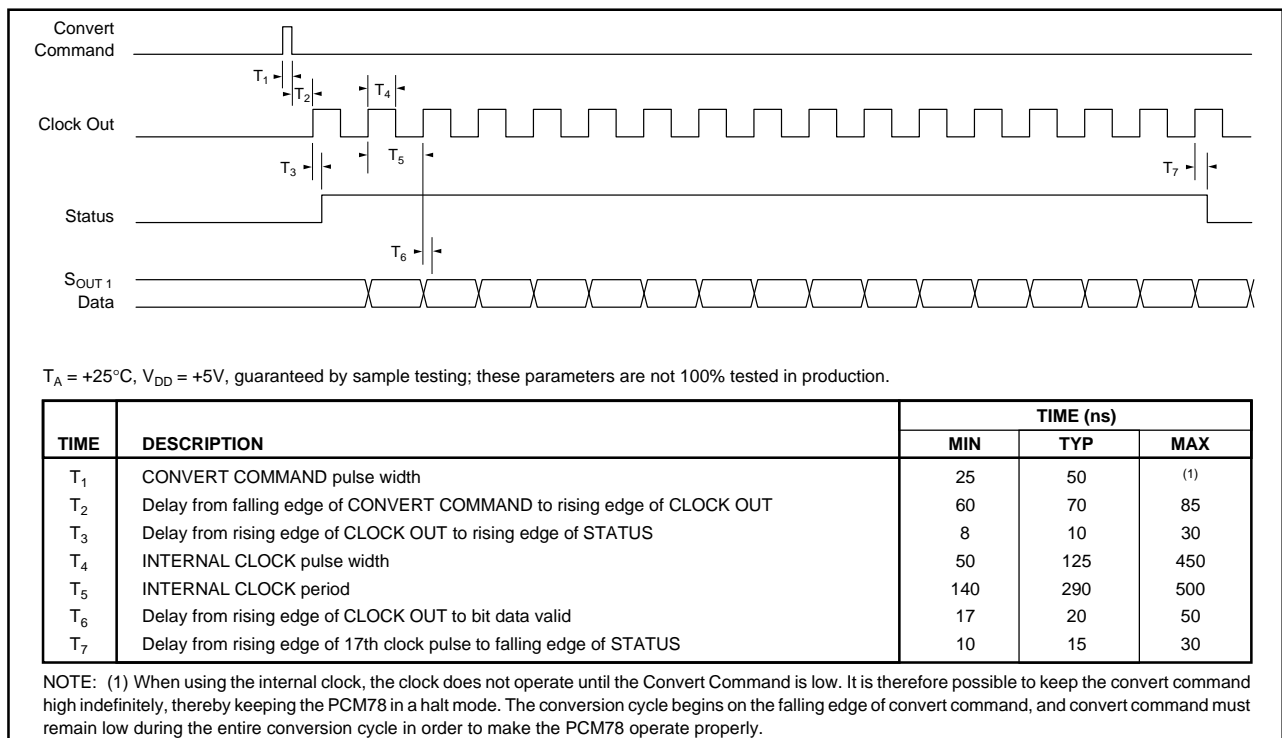 Convert
Command
T1
T2
T4
Clock Out
T3
T5
T7
Status
T6
SOUT 1
Data
TA = +25°C, VDD = +5V, guaranteed by sample testing; these parameters are not 100% tested in production.
TIME (ns)
TIME DESCRIPTION MIN TYP MAX
T1 CONVERT COMMAND pulse width 25 50 (1)
T2 Delay from falling edge of CONVERT COMMAND to rising edge of CLOCK OUT 60 70 85
T3 Delay from rising edge of CLOCK OUT to rising edge of STATUS 8 10 30
T4 INTERNAL CLOCK pulse width 50 125 450
T5 INTERNAL CLOCK period 140 290 500
T6 Delay from rising edge of CLOCK OUT to bit data valid 17 20 50
T7 Delay from rising edge of 17th clock pulse to falling edge of STATUS 10 15 30
NOTE: (1) When using the internal clock, the clock does not operate until the Convert Command is low. It is therefore possible to keep the convert command
high indefinitely, thereby keeping the PCM78 in a halt mode. The conversion cycle begins on the falling edge of convert command, and convert command must
remain low during the entire conversion cycle in order to make the PCM78 operate properly.